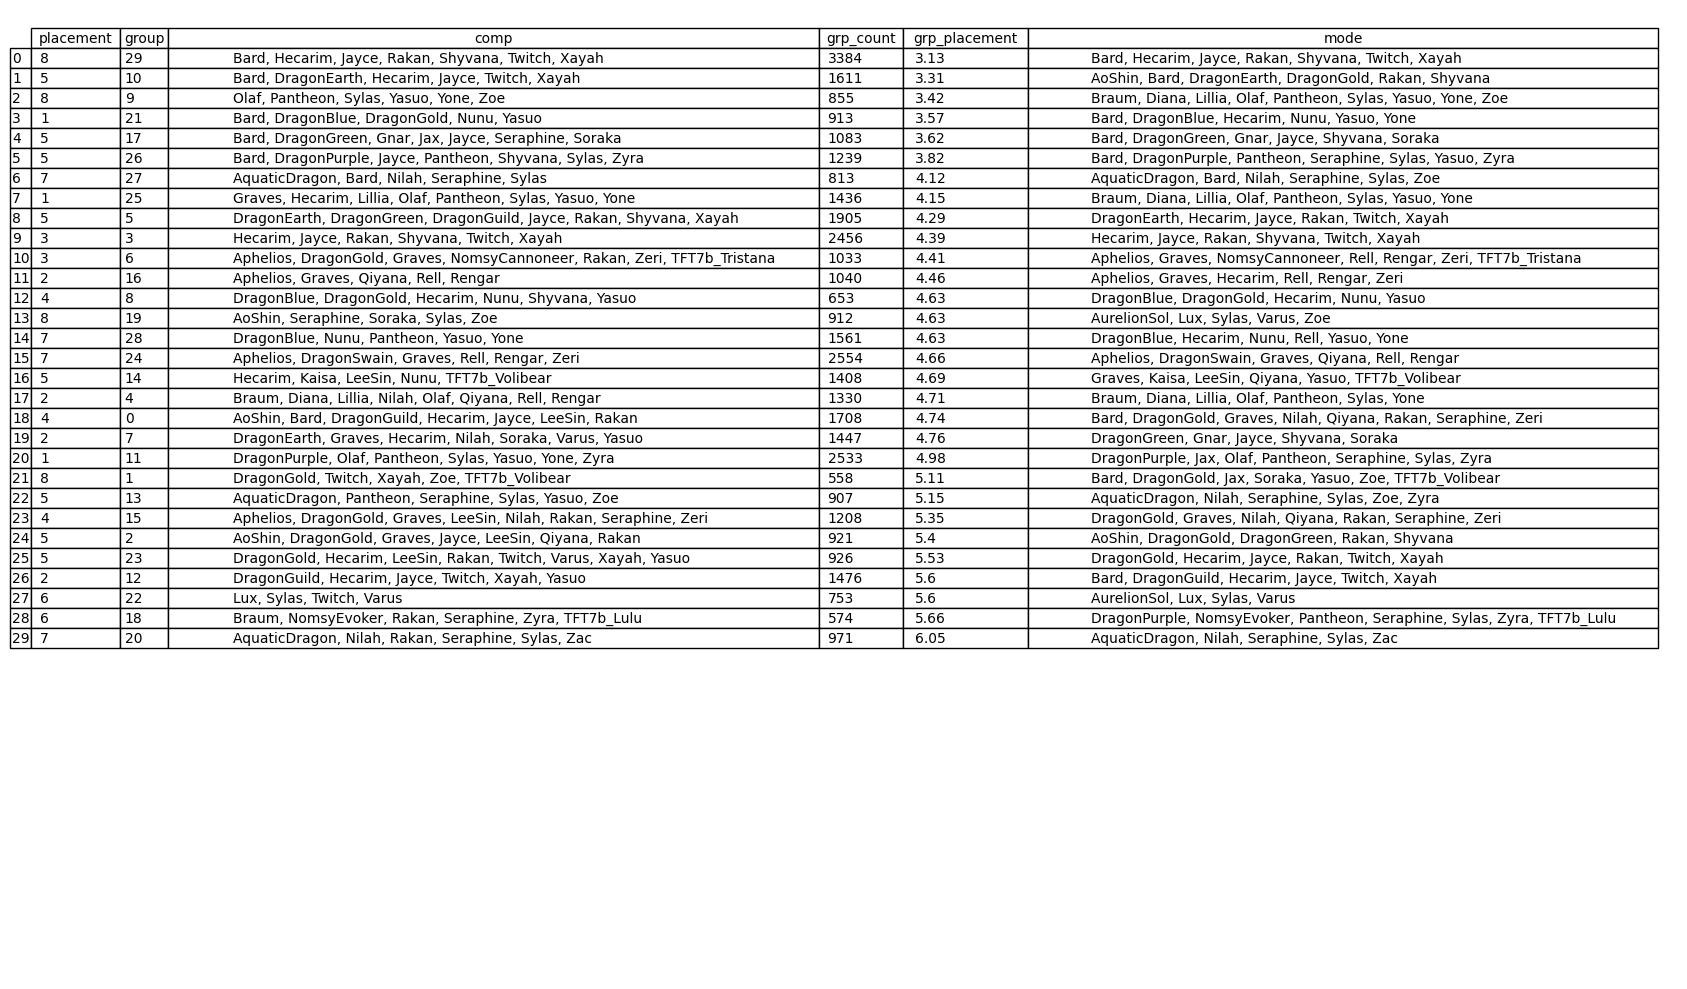 placement group comp grp_count grp_placement mode
0 8 29 Bard, Hecarim, Jayce, Rakan, Shyvana, Twitch, Xayah 3384 3.13 Bard, Hecarim, Jayce, Rakan, Shyvana, Twitch, Xayah
1 5 10 Bard, DragonEarth, Hecarim, Jayce, Twitch, Xayah 1611 3.31 AoShin, Bard, DragonEarth, DragonGold, Rakan, Shyvana
2 8 9 Olaf, Pantheon, Sylas, Yasuo, Yone, Zoe 855 3.42 Braum, Diana, Lillia, Olaf, Pantheon, Sylas, Yasuo, Yone, Zoe
3 1 21 Bard, DragonBlue, DragonGold, Nunu, Yasuo 913 3.57 Bard, DragonBlue, Hecarim, Nunu, Yasuo, Yone
4 5 17 Bard, DragonGreen, Gnar, Jax, Jayce, Seraphine, Soraka 1083 3.62 Bard, DragonGreen, Gnar, Jayce, Shyvana, Soraka
5 5 26 Bard, DragonPurple, Jayce, Pantheon, Shyvana, Sylas, Zyra 1239 3.82 Bard, DragonPurple, Pantheon, Seraphine, Sylas, Yasuo, Zyra
6 7 27 AquaticDragon, Bard, Nilah, Seraphine, Sylas 813 4.12 AquaticDragon, Bard, Nilah, Seraphine, Sylas, Zoe
7 1 25 Graves, Hecarim, Lillia, Olaf, Pantheon, Sylas, Yasuo, Yone 1436 4.15 Braum, Diana, Lillia, Olaf, Pantheon, Sylas, Yasuo, Yone
8 5 5 DragonEarth, DragonGreen, DragonGuild, Jayce, Rakan, Shyvana, Xayah 1905 4.29 DragonEarth, Hecarim, Jayce, Rakan, Twitch, Xayah
9 3 3 Hecarim, Jayce, Rakan, Shyvana, Twitch, Xayah 2456 4.39 Hecarim, Jayce, Rakan, Shyvana, Twitch, Xayah
10 3 6 Aphelios, DragonGold, Graves, NomsyCannoneer, Rakan, Zeri, TFT7b_Tristana 1033 4.41 Aphelios, Graves, NomsyCannoneer, Rell, Rengar, Zeri, TFT7b_Tristana
11 2 16 Aphelios, Graves, Qiyana, Rell, Rengar 1040 4.46 Aphelios, Graves, Hecarim, Rell, Rengar, Zeri
12 4 8 DragonBlue, DragonGold, Hecarim, Nunu, Shyvana, Yasuo 653 4.63 DragonBlue, DragonGold, Hecarim, Nunu, Yasuo
13 8 19 AoShin, Seraphine, Soraka, Sylas, Zoe 912 4.63 AurelionSol, Lux, Sylas, Varus, Zoe
14 7 28 DragonBlue, Nunu, Pantheon, Yasuo, Yone 1561 4.63 DragonBlue, Hecarim, Nunu, Rell, Yasuo, Yone
15 7 24 Aphelios, DragonSwain, Graves, Rell, Rengar, Zeri 2554 4.66 Aphelios, DragonSwain, Graves, Qiyana, Rell, Rengar
16 5 14 Hecarim, Kaisa, LeeSin, Nunu, TFT7b_Volibear 1408 4.69 Graves, Kaisa, LeeSin, Qiyana, Yasuo, TFT7b_Volibear
17 2 4 Braum, Diana, Lillia, Nilah, Olaf, Qiyana, Rell, Rengar 1330 4.71 Braum, Diana, Lillia, Olaf, Pantheon, Sylas, Yone
18 4 0 AoShin, Bard, DragonGuild, Hecarim, Jayce, LeeSin, Rakan 1708 4.74 Bard, DragonGold, Graves, Nilah, Qiyana, Rakan, Seraphine, Zeri
19 2 7 DragonEarth, Graves, Hecarim, Nilah, Soraka, Varus, Yasuo 1447 4.76 DragonGreen, Gnar, Jayce, Shyvana, Soraka
20 1 11 DragonPurple, Olaf, Pantheon, Sylas, Yasuo, Yone, Zyra 2533 4.98 DragonPurple, Jax, Olaf, Pantheon, Seraphine, Sylas, Zyra
21 8 1 DragonGold, Twitch, Xayah, Zoe, TFT7b_Volibear 558 5.11 Bard, DragonGold, Jax, Soraka, Yasuo, Zoe, TFT7b_Volibear
22 5 13 AquaticDragon, Pantheon, Seraphine, Sylas, Yasuo, Zoe 907 5.15 AquaticDragon, Nilah, Seraphine, Sylas, Zoe, Zyra
23 4 15 Aphelios, DragonGold, Graves, LeeSin, Nilah, Rakan, Seraphine, Zeri 1208 5.35 DragonGold, Graves, Nilah, Qiyana, Rakan, Seraphine, Zeri
24 5 2 AoShin, DragonGold, Graves, Jayce, LeeSin, Qiyana, Rakan 921 5.4 AoShin, DragonGold, DragonGreen, Rakan, Shyvana
25 5 23 DragonGold, Hecarim, LeeSin, Rakan, Twitch, Varus, Xayah, Yasuo 926 5.53 DragonGold, Hecarim, Jayce, Rakan, Twitch, Xayah
26 2 12 DragonGuild, Hecarim, Jayce, Twitch, Xayah, Yasuo 1476 5.6 Bard, DragonGuild, Hecarim, Jayce, Twitch, Xayah
27 6 22 Lux, Sylas, Twitch, Varus 753 5.6 AurelionSol, Lux, Sylas, Varus
28 6 18 Braum, NomsyEvoker, Rakan, Seraphine, Zyra, TFT7b_Lulu 574 5.66 DragonPurple, NomsyEvoker, Pantheon, Seraphine, Sylas, Zyra, TFT7b_Lulu
29 7 20 AquaticDragon, Nilah, Rakan, Seraphine, Sylas, Zac 971 6.05 AquaticDragon, Nilah, Seraphine, Sylas, Zac